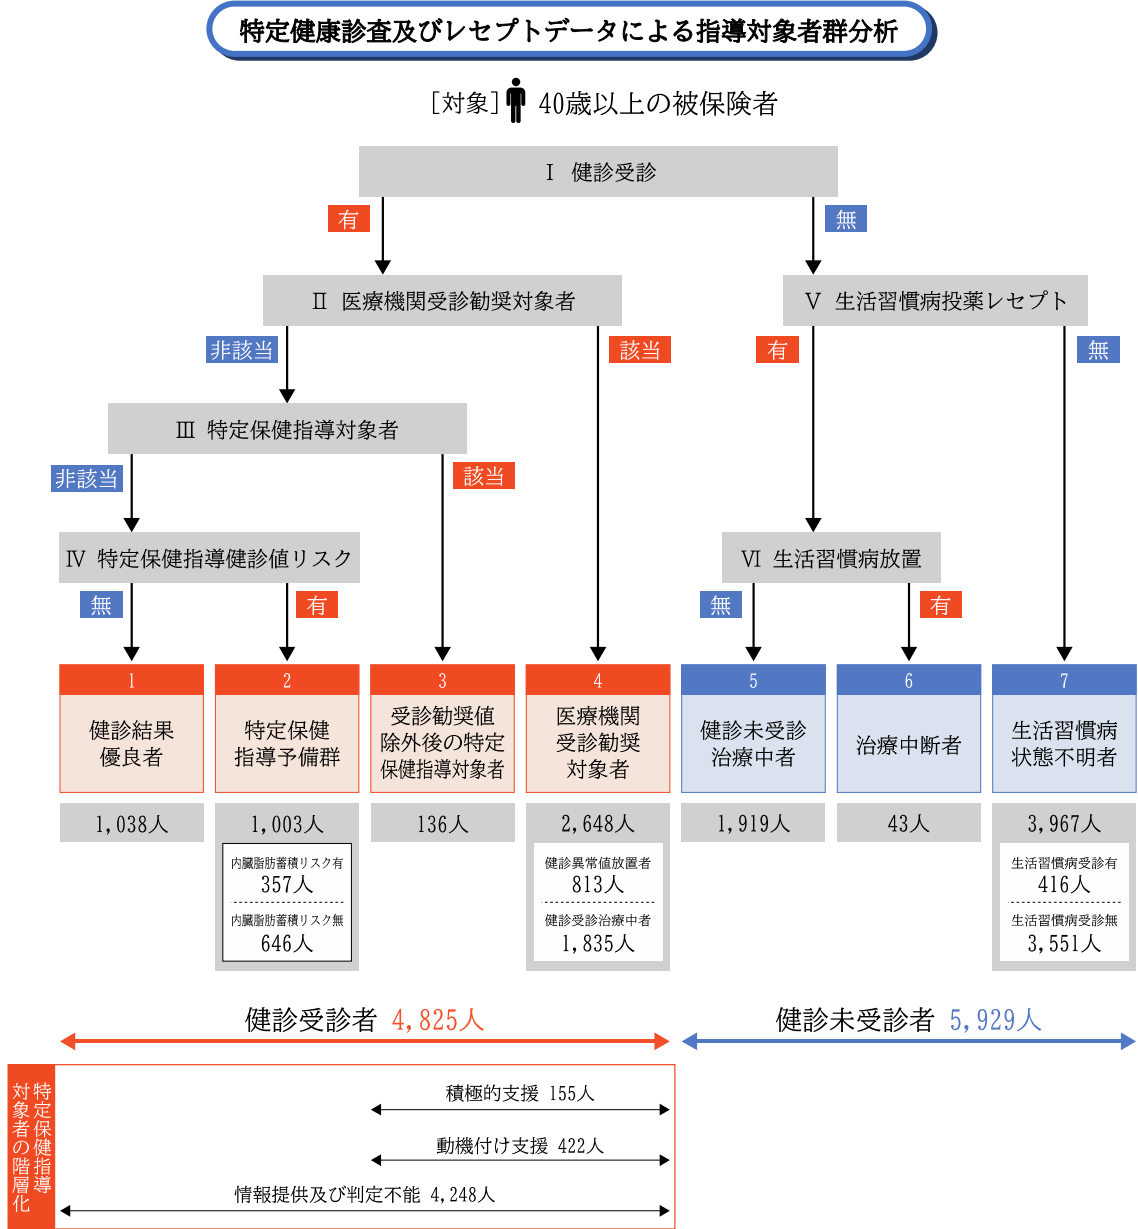 特定健康診査及びレセプトデータによる指導対象者群分析
［対象］ 40歳以上の被保険者
Ⅰ 健診受診
有
無
Ⅱ 医療機関受診勧奨対象者
Ⅴ 生活習慣病投薬レセプト
非該当
該当
有
無
Ⅲ 特定保健指導対象者
非該当
該当
Ⅳ 特定保健指導健診値リスク
Ⅵ 生活習慣病放置
無
有
無
有
1
健診結果
優良者
1,038人
2
特定保健
指導予備群
1,003人
内臓脂肪蓄積リスク有
357人
内臓脂肪蓄積リスク無
646人
3
受診勧奨値
除外後の特定
保健指導対象者
136人
4
医療機関
受診勧奨
対象者
2,648人
健診異常値放置者
813人
健診受診治療中者
1,835人
5
健診未受診
治療中者
1,919人
6
治療中断者
43人
7
生活習慣病
状態不明者
3,967人
生活習慣病受診有
416人
生活習慣病受診無
3,551人
健診受診者 4,825人
健診未受診者 5,929人
特定保健指導
対象者の階層化
積極的支援 155人
動機付け支援 422人
情報提供及び判定不能 4,248人